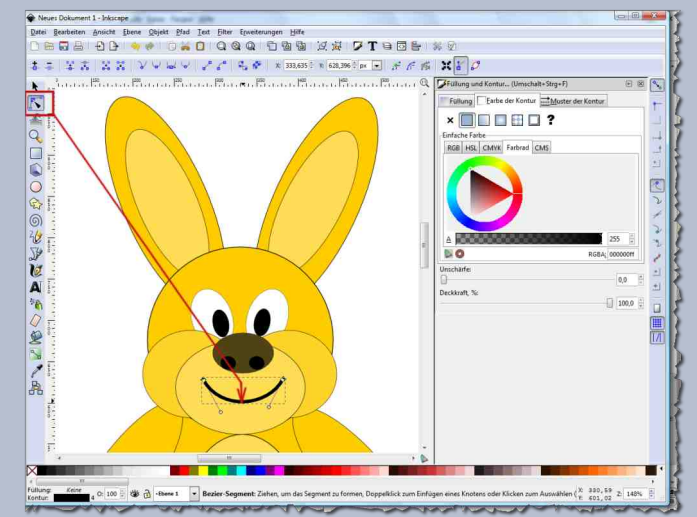 Neues Dokument 1 - Inkscape
Datei Bearbeiten Ansicht Ebene Objekt Pfad Text Filter Erweiterungen Hilfe
X: 333,635 Y: 628,396 px
Füllung und Kontur... (Umschalt+Strg+F)
Füllung Farbe der Kontur Muster der Kontur
?
Einfache Farbe
RGB HSL CMYK Farbrad CMS
A 255
RGBA: 000000ff
Unschärfe:
0,0
Deckkraft, %:
100,0
Füllung: Keine
Kontur: 4
O: 100
-Ebene 1
Bezier-Segment: Ziehen, um das Segment zu formen, Doppelklick zum Einfügen eines Knotens oder Klicken zum Auswählen
X: 330,59
Y: 401,02
Z: 148%